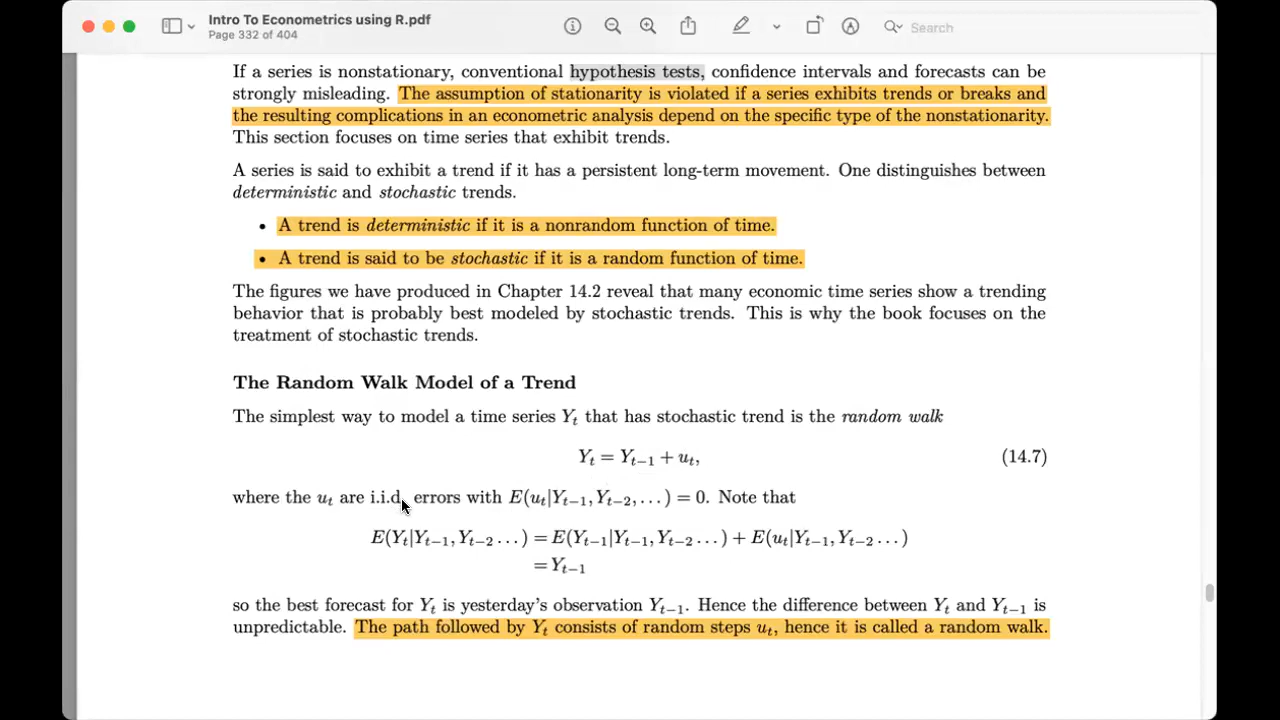 Intro To Econometrics using R.pdf
Page 332 of 404
Search
If a series is nonstationary, conventional hypothesis tests, confidence intervals and forecasts can be
strongly misleading. The assumption of stationarity is violated if a series exhibits trends or breaks and
the resulting complications in an econometric analysis depend on the specific type of the nonstationarity.
This section focuses on time series that exhibit trends.
A series is said to exhibit a trend if it has a persistent long-term movement. One distinguishes between
deterministic and stochastic trends.
• A trend is deterministic if it is a nonrandom function of time.
• A trend is said to be stochastic if it is a random function of time.
The figures we have produced in Chapter 14.2 reveal that many economic time series show a trending
behavior that is probably best modeled by stochastic trends. This is why the book focuses on the
treatment of stochastic trends.
The Random Walk Model of a Trend
The simplest way to model a time series Y_t that has stochastic trend is the random walk
Y_t = Y_{t−1} + u_t, (14.7)
where the u_t are i.i.d. errors with E(u_t|Y_{t−1}, Y_{t−2}, . . . ) = 0. Note that
E(Y_t|Y_{t−1}, Y_{t−2} . . . ) = E(Y_{t−1}|Y_{t−1}, Y_{t−2} . . . ) + E(u_t|Y_{t−1}, Y_{t−2} . . . )
= Y_{t−1}
so the best forecast for Y_t is yesterday's observation Y_{t−1}. Hence the difference between Y_t and Y_{t−1} is
unpredictable. The path followed by Y_t consists of random steps u_t, hence it is called a random walk.